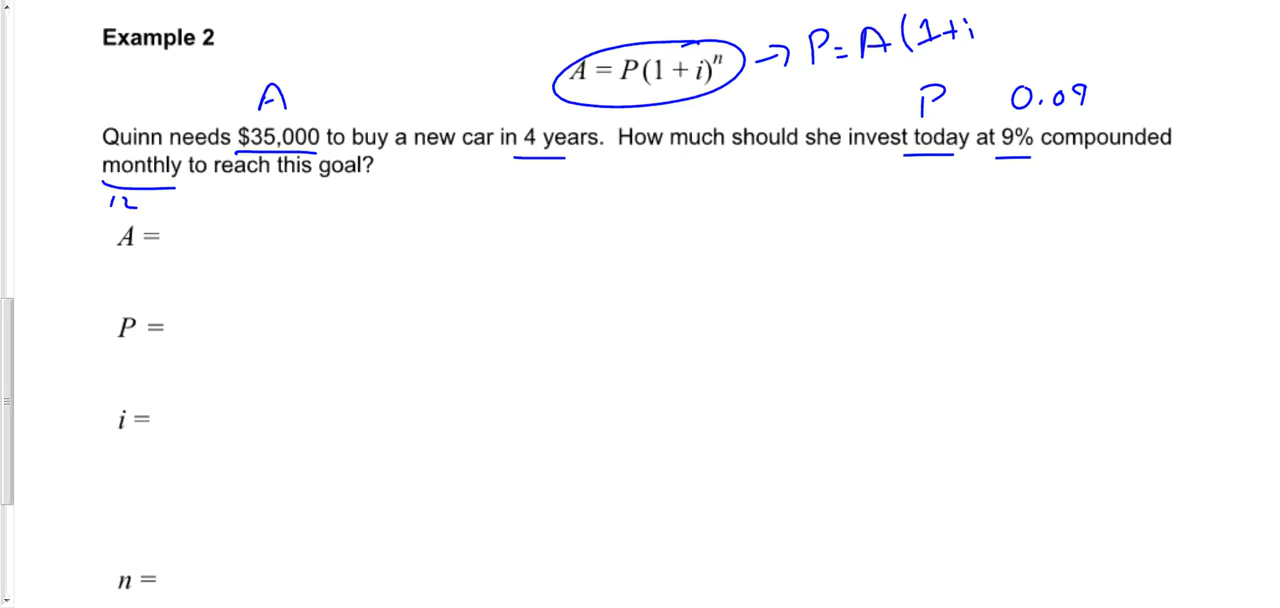 Example 2
A = P(1 + i)^n → P = A(1+i
A P 0.09
Quinn needs $35,000 to buy a new car in 4 years. How much should she invest today at 9% compounded
monthly to reach this goal?
12
A =
P =
i =
n =